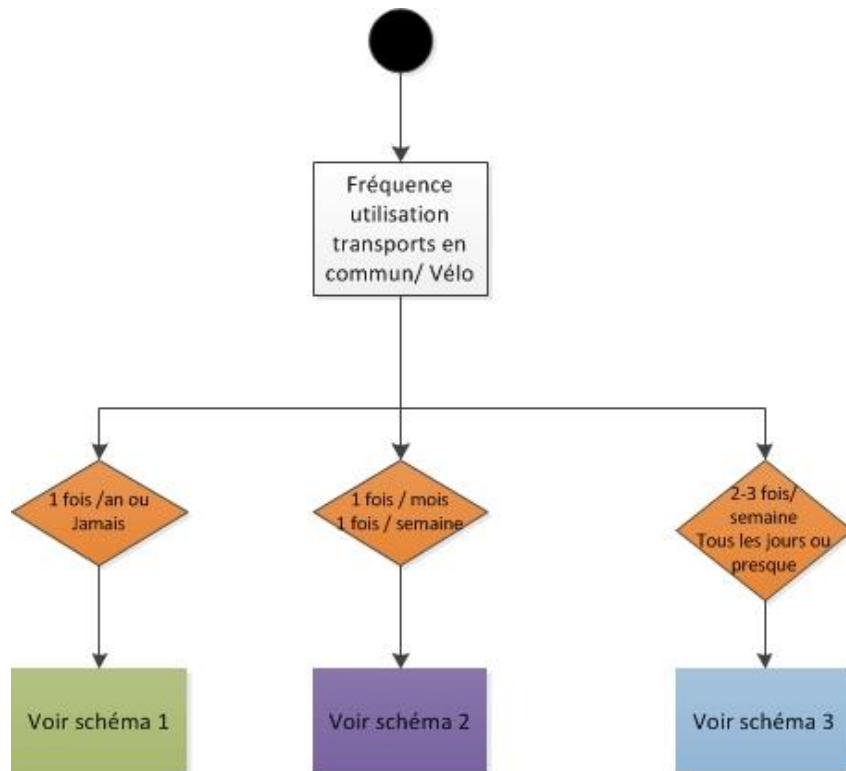 Fréquence
utilisation
transports en
commun/ Vélo
1 fois /an ou
Jamais
1 fois / mois
1 fois / semaine
2-3 fois/
semaine
Tous les jours ou
presque
Voir schéma 1
Voir schéma 2
Voir schéma 3